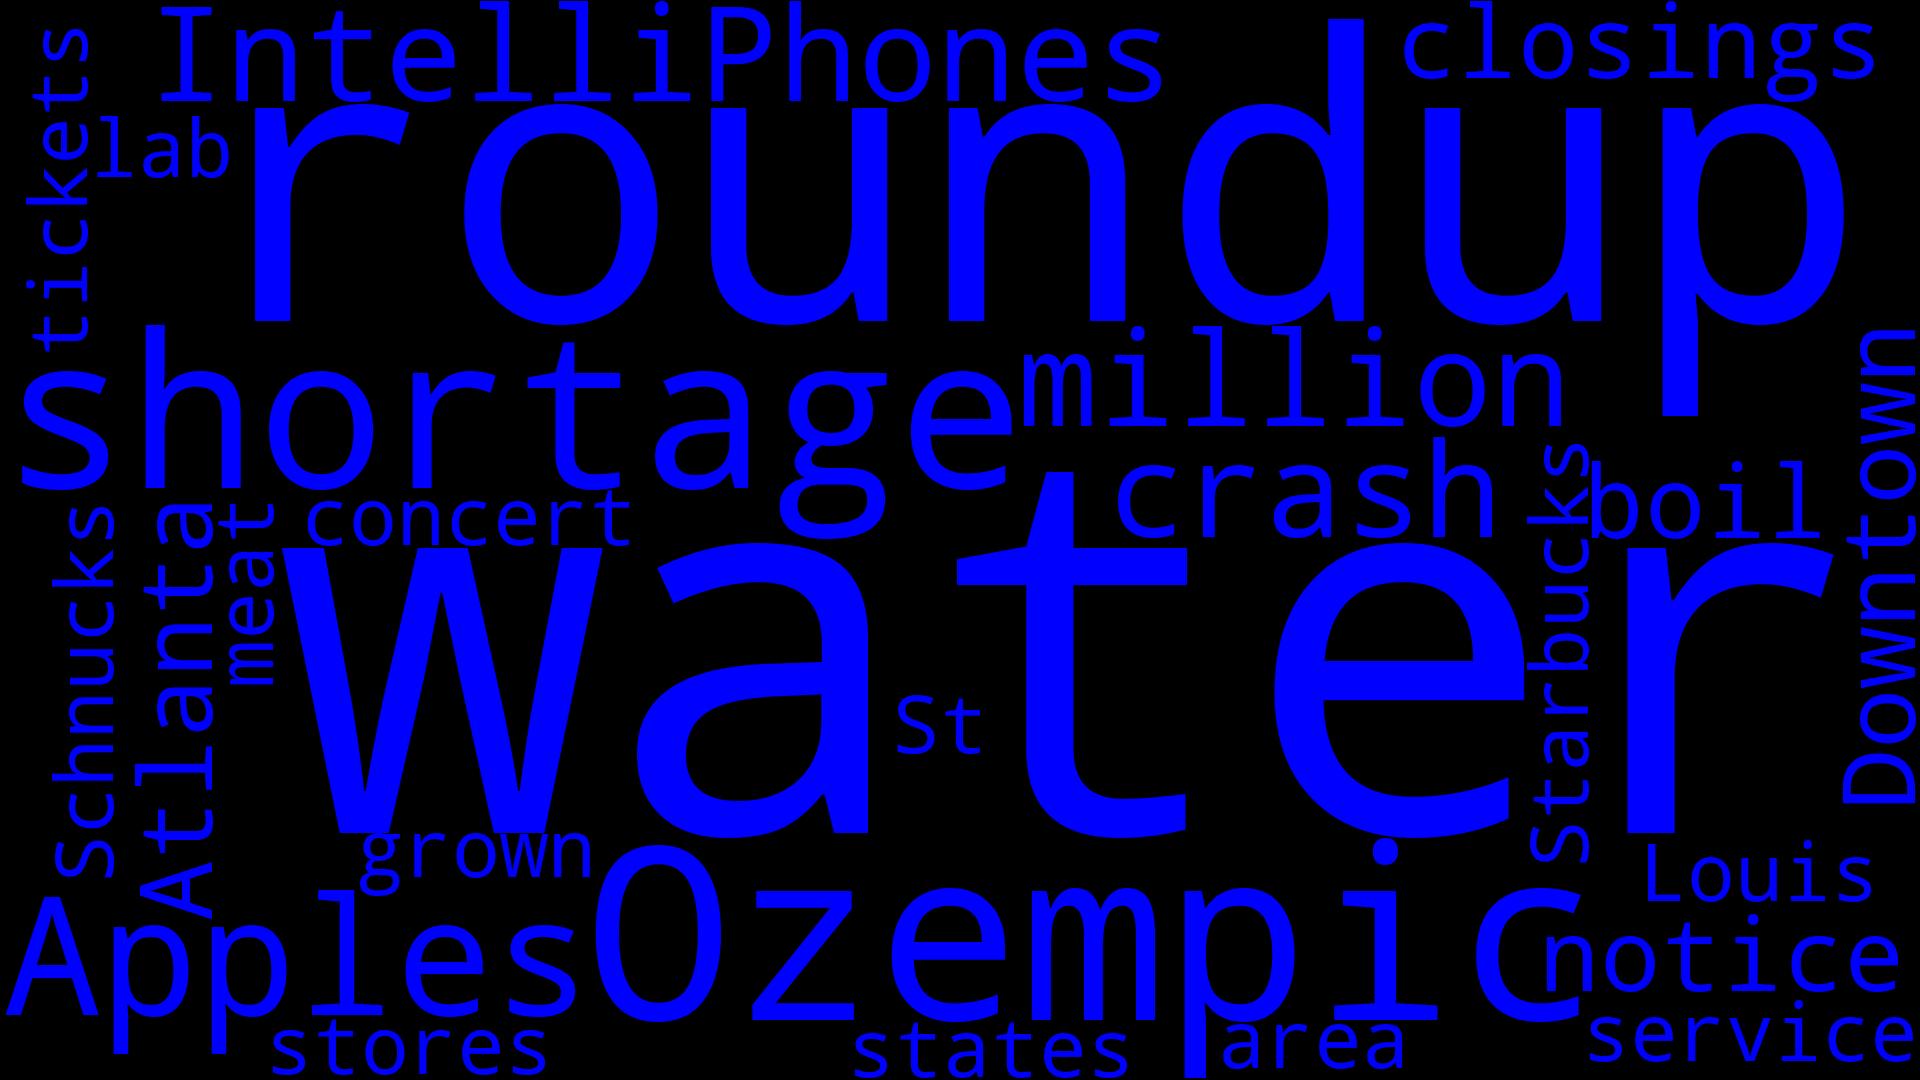 IntelliPhones
closings
tickets
lab
roundup
shortage
million
Downtown
crash
boil
Starbucks
concert
Schnucks
Atlanta
meat
Water
St
grown
Louis
Apples
Ozempic
notice
stores
states
area
service